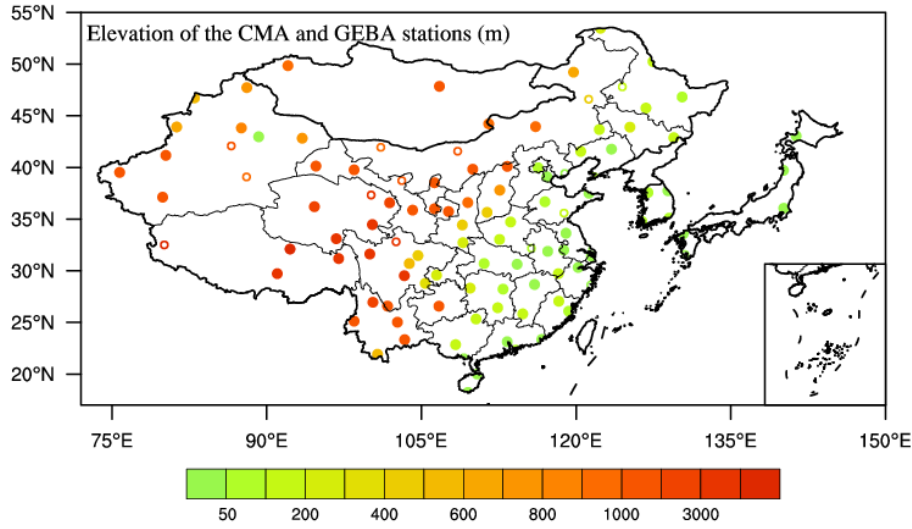 55°N
Elevation of the CMA and GEBA stations (m)
50°N
45°N
40°N
35°N
30°N
25°N
20°N
75°E 90°E 105°E 120°E 135°E 150°E
50 200 400 600 800 1000 3000